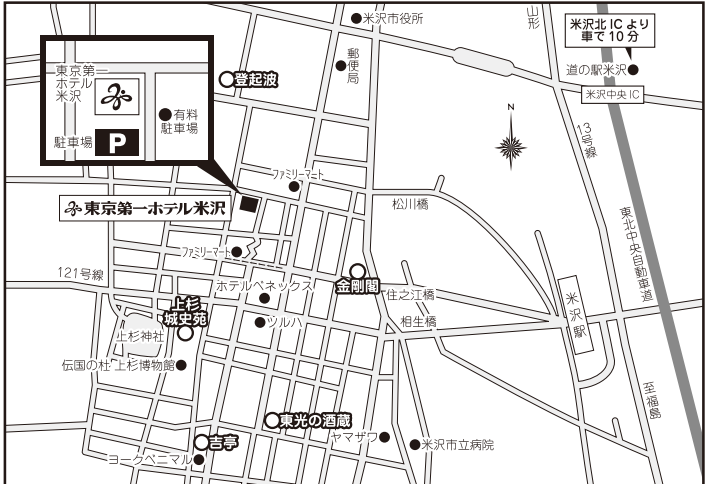 米沢市役所
郵便局
山形
米沢北ICより
車で10分
道の駅米沢
米沢中央IC
東京第一
ホテル
米沢
有料
駐車場
駐車場
P
登起波
N
13号線
ファミリーマート
松川橋
東京第一ホテル米沢
東北中央自動車道
ファミリーマート
121号線
金剛閣
ホテルベネックス
住之江橋
米沢駅
上杉
城史苑
ツルハ
相生橋
上杉神社
伝国の杜 上杉博物館
至福島
東光の酒蔵
ヤマザワ
米沢市立病院
吉亭
ヨークベニマル